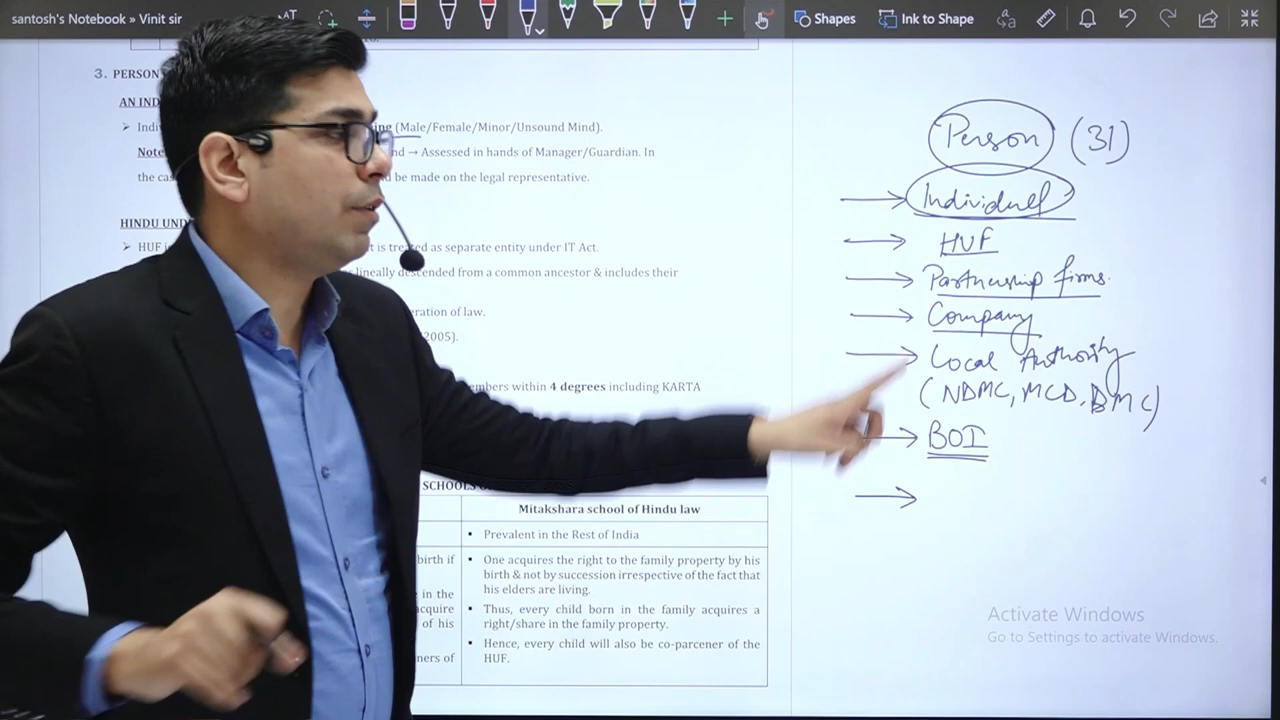 santosh's Notebook » Vinit sir
Shapes
Ink to Shape
3. PERSON
AN IND
(Male/Female/Minor/Unsound Mind).
Note
→ Assessed in hands of Manager/Guardian. In
the
be made on the legal representative.
HINDU UND
HUF
t is treated as separate entity under IT Act.
lineally descended from a common ancestor & includes their
of law.
2005).
within 4 degrees including KARTA
SCHOOLS
Mitakshara school of Hindu law
▪ Prevalent in the Rest of India
birth if
▪ One acquires the right to the family property by his
birth & not by succession irrespective of the fact that
his elders are living.
in the
of his
▪ Thus, every child born in the family acquires a
right/share in the family property.
▪ Hence, every child will also be co-parcener of the
HUF.
of
Person (31)
→ Individual
→ HUF
→ Partnership firms.
→ Company
→ Local Authority
(NDMC, MCD, BMC)
→ BOI
→
Activate Windows
Go to Settings to activate Windows.